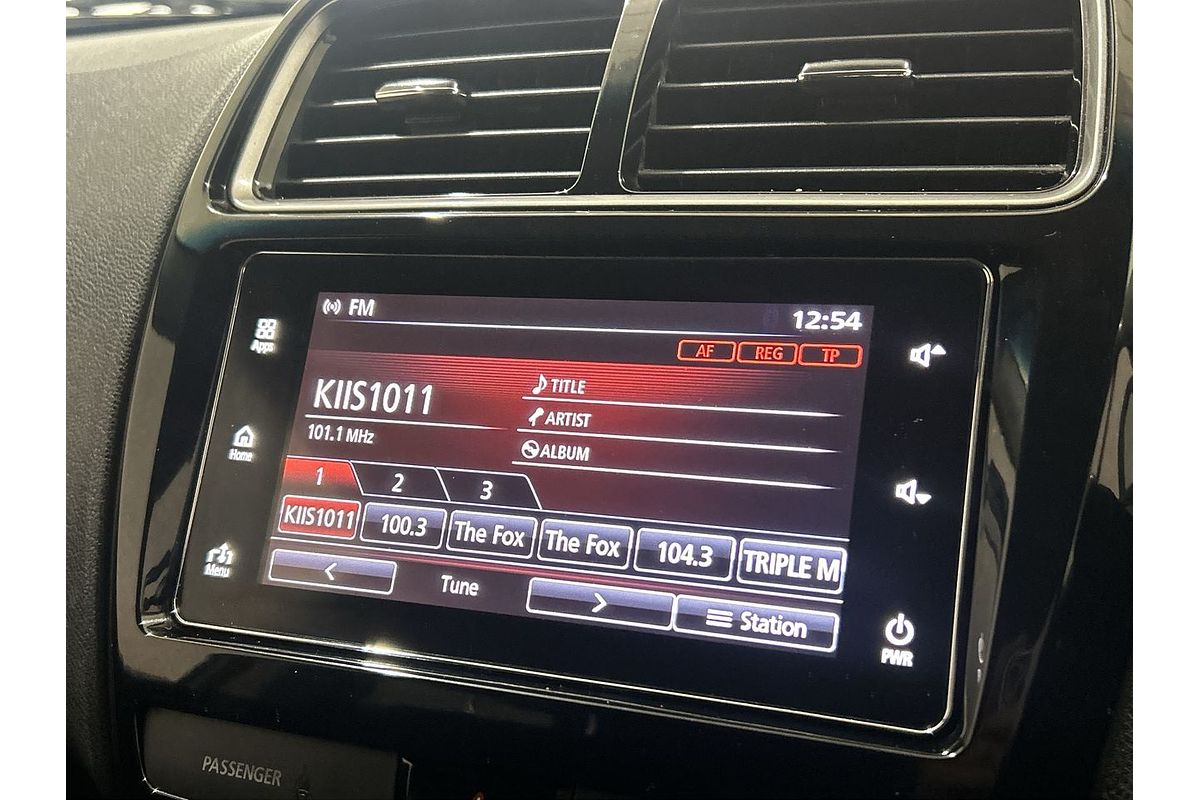 FM
12:54
AF REG TP
Apps
KIIS1011
101.1 MHz
TITLE
ARTIST
ALBUM
Home
1 2 3
KIIS1011 100.3 The Fox The Fox 104.3 TRIPLE M
Menu
< Tune > Station
PWR
PASSENGER